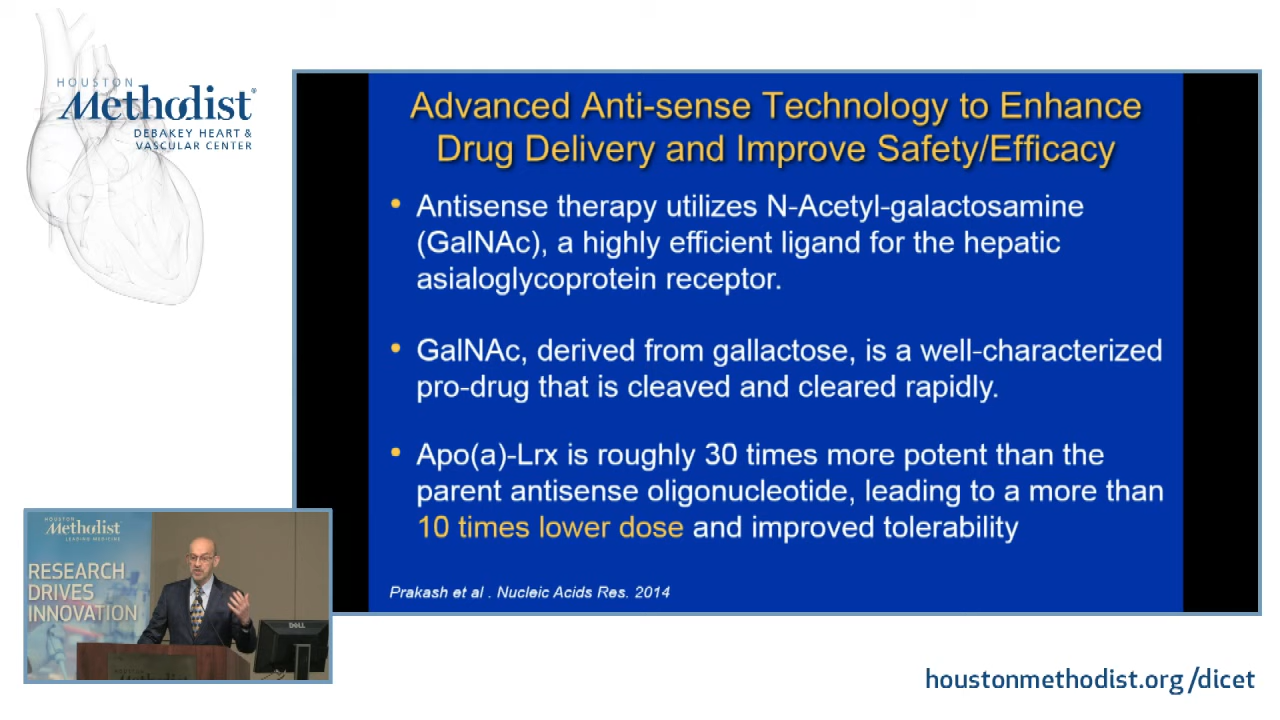 HOUSTON
Methodist®
DEBAKEY HEART &
VASCULAR CENTER
Advanced Anti-sense Technology to Enhance
Drug Delivery and Improve Safety/Efficacy
• Antisense therapy utilizes N-Acetyl-galactosamine
(GalNAc), a highly efficient ligand for the hepatic
asialoglycoprotein receptor.
• GalNAc, derived from gallactose, is a well-characterized
pro-drug that is cleaved and cleared rapidly.
• Apo(a)-Lrx is roughly 30 times more potent than the
parent antisense oligonucleotide, leading to a more than
10 times lower dose and improved tolerability
Prakash et al . Nucleic Acids Res. 2014
HOUSTON
Methodist
LEADING MEDICINE
RESEARCH
DRIVES
INNOVATION
DELL
HOUSTON
Methodist
houstonmethodist.org/dicet